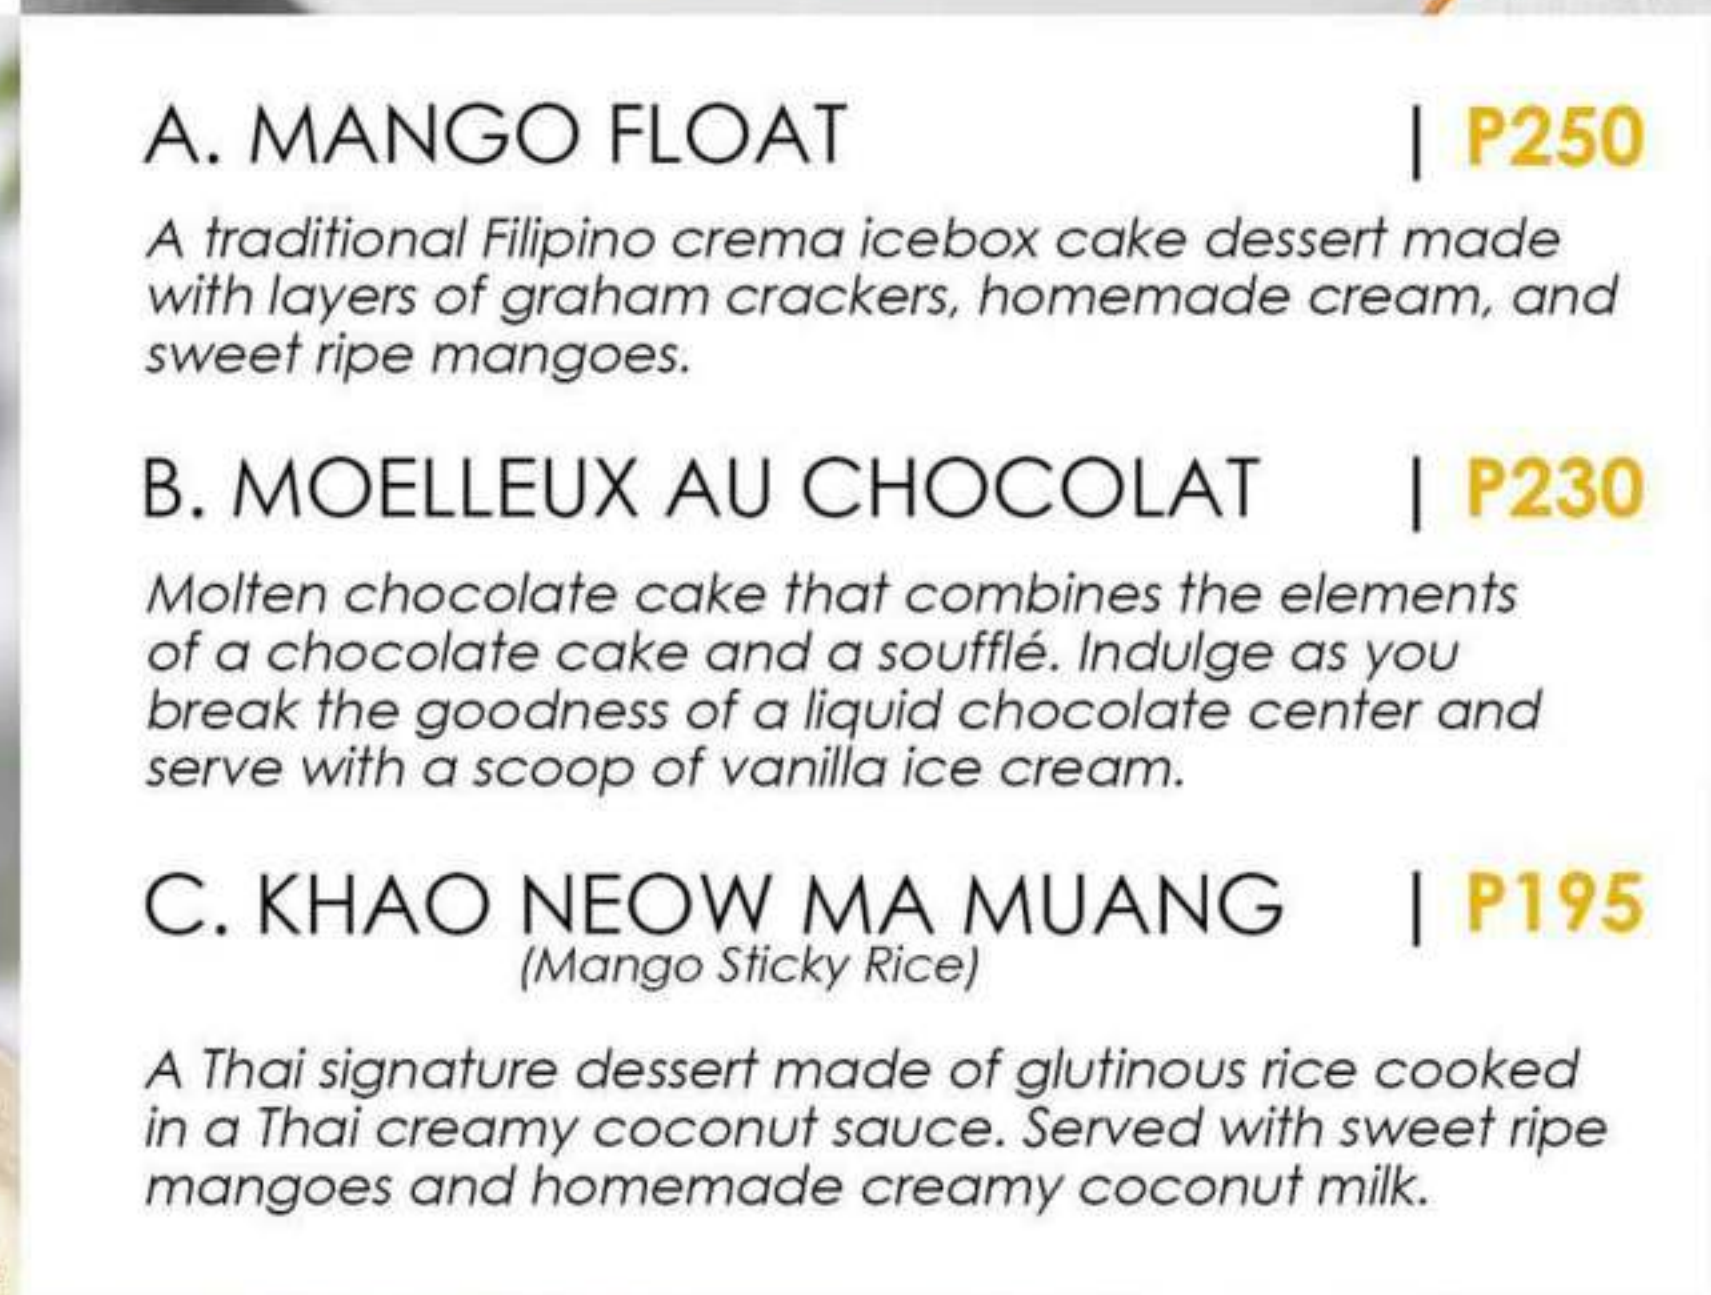 A. MANGO FLOAT | P250
A traditional Filipino crema icebox cake dessert made
with layers of graham crackers, homemade cream, and
sweet ripe mangoes.
B. MOELLEUX AU CHOCOLAT | P230
Molten chocolate cake that combines the elements
of a chocolate cake and a soufflé. Indulge as you
break the goodness of a liquid chocolate center and
serve with a scoop of vanilla ice cream.
C. KHAO NEOW MA MUANG | P195
(Mango Sticky Rice)
A Thai signature dessert made of glutinous rice cooked
in a Thai creamy coconut sauce. Served with sweet ripe
mangoes and homemade creamy coconut milk.